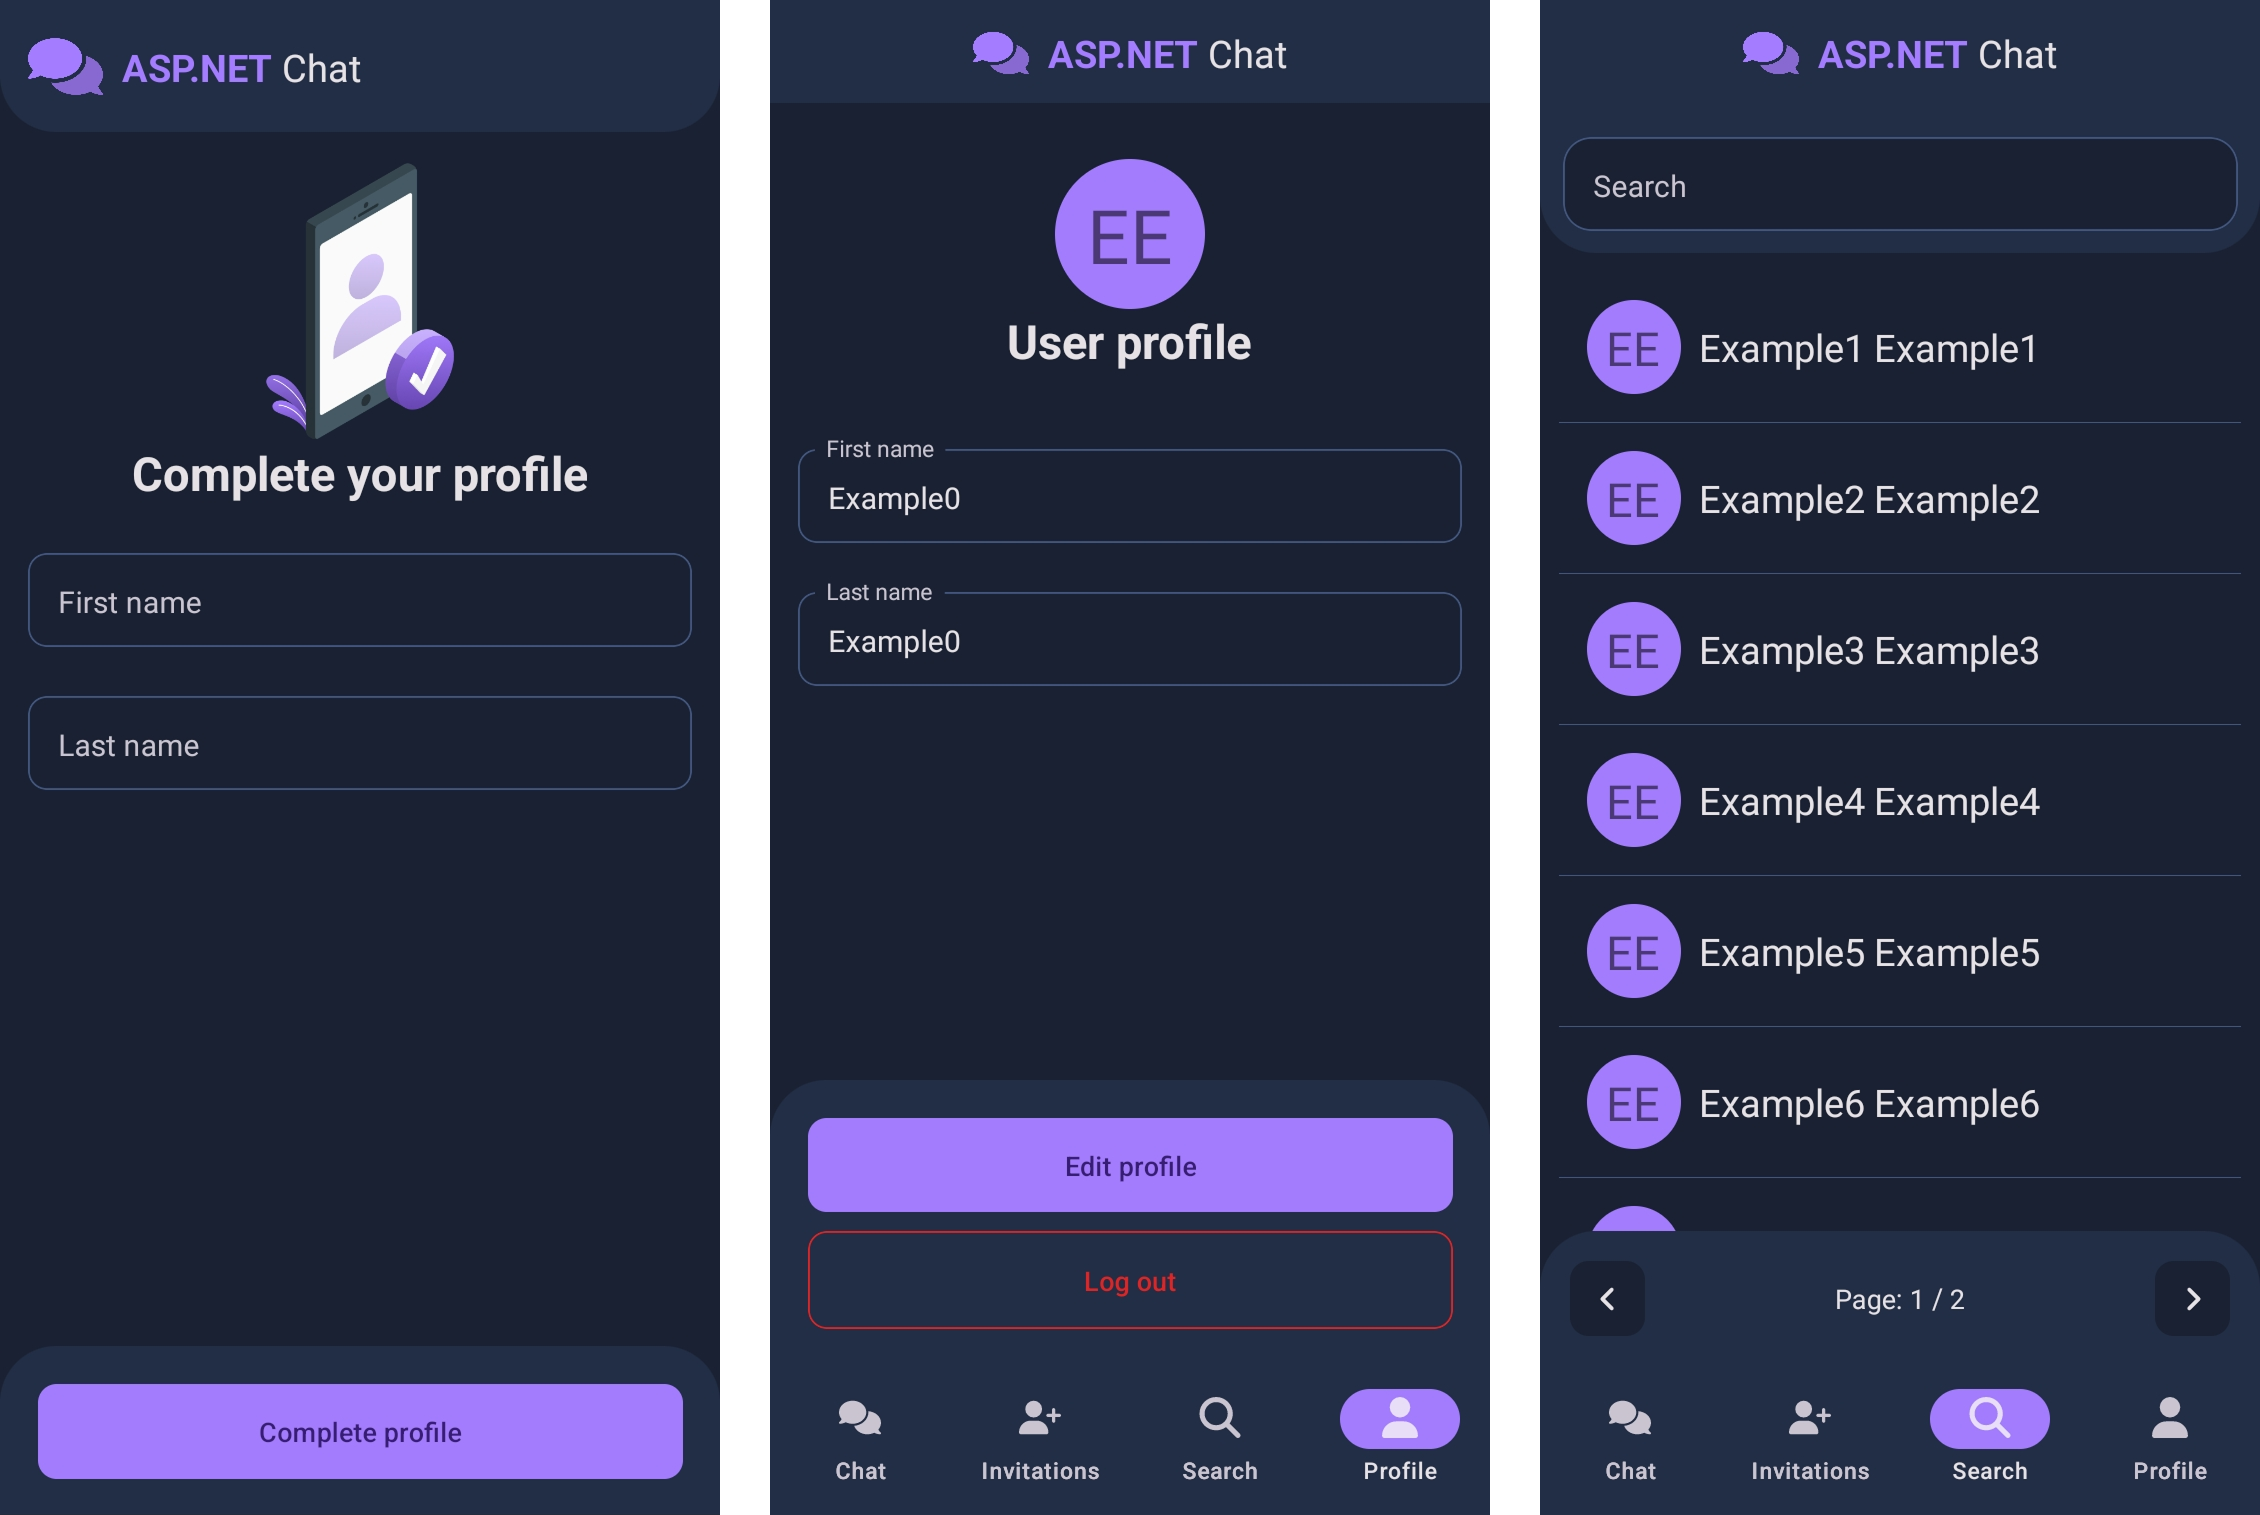 ASP.NET Chat
Complete your profile
First name
Last name
Complete profile
ASP.NET Chat
EE
User profile
First name
Example0
Last name
Example0
Edit profile
Log out
Chat
Invitations
Search
Profile
ASP.NET Chat
Search
EE
Example1 Example1
EE
Example2 Example2
EE
Example3 Example3
EE
Example4 Example4
EE
Example5 Example5
EE
Example6 Example6
Page: 1 / 2
Chat
Invitations
Search
Profile